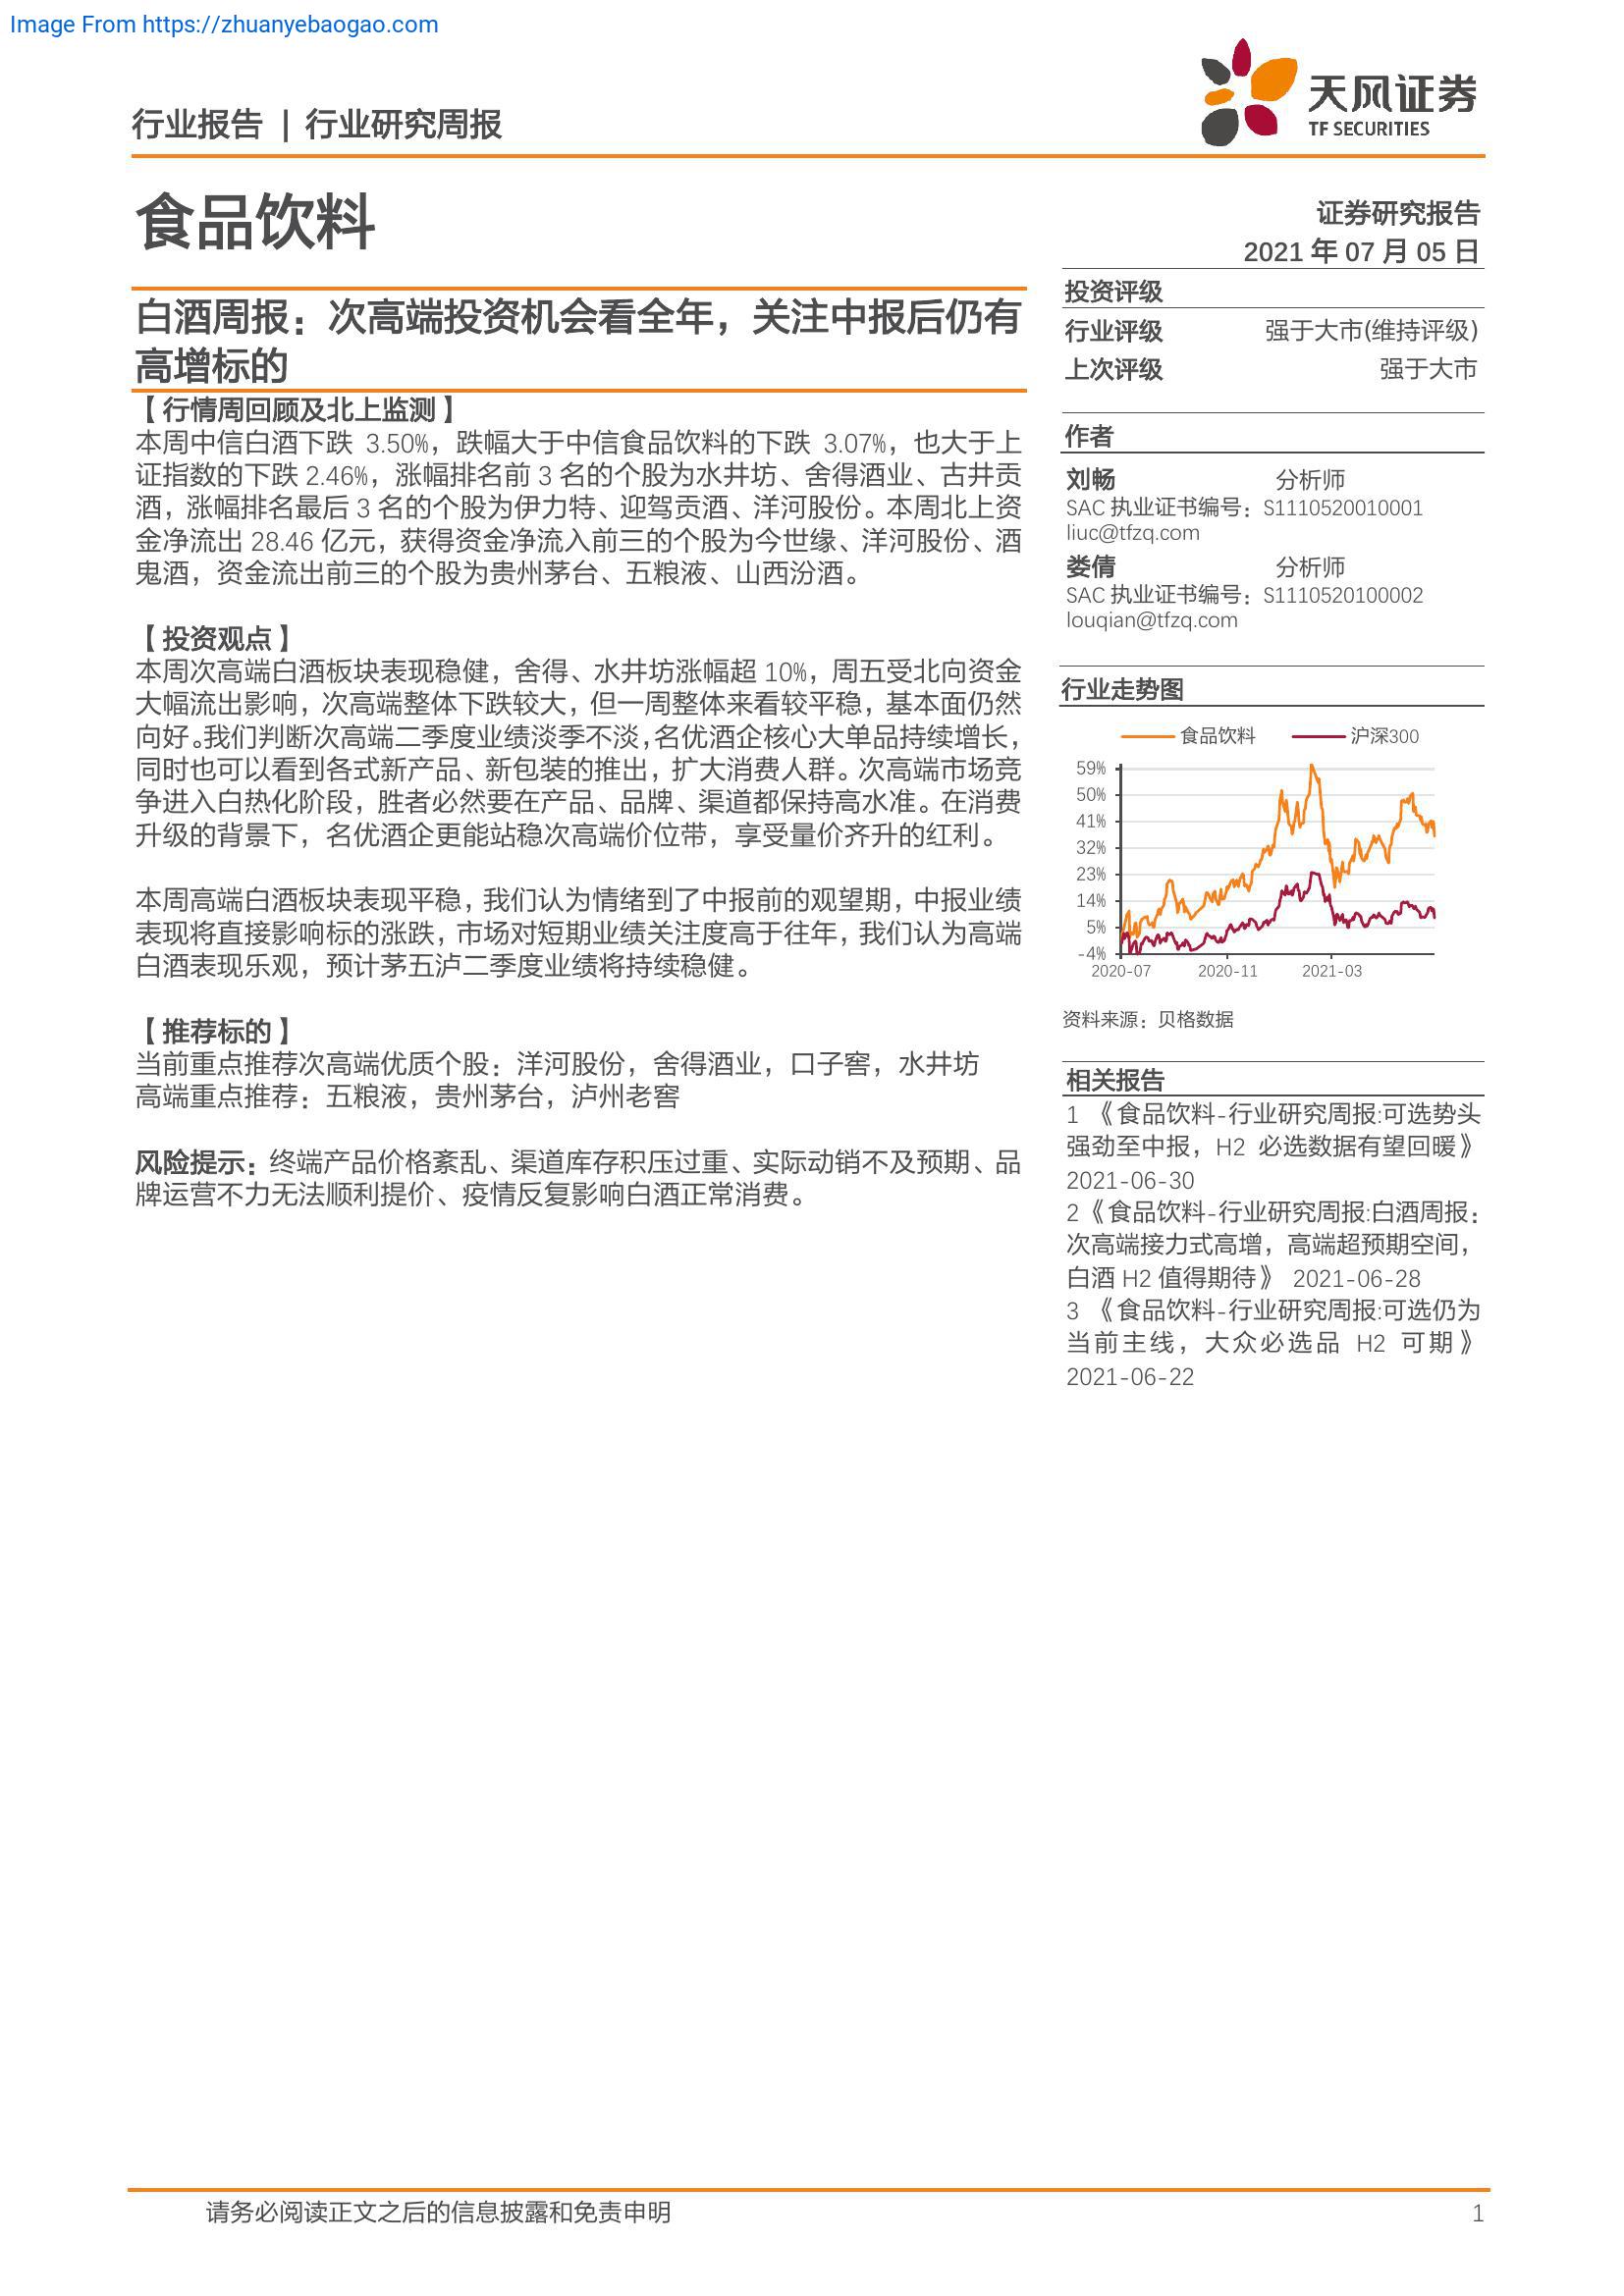 Image From https://zhuanyebaogao.com
行业报告 | 行业研究周报
天风证券
TF SECURITIES
食品饮料
证券研究报告
2021 年 07 月 05 日
白酒周报：次高端投资机会看全年，关注中报后仍有
高增标的
【行情周回顾及北上监测】
本周中信白酒下跌 3.50%，跌幅大于中信食品饮料的下跌 3.07%，也大于上
证指数的下跌 2.46%，涨幅排名前 3 名的个股为水井坊、舍得酒业、古井贡
酒，涨幅排名最后 3 名的个股为伊力特、迎驾贡酒、洋河股份。本周北上资
金净流出 28.46 亿元，获得资金净流入前三的个股为今世缘、洋河股份、酒
鬼酒，资金流出前三的个股为贵州茅台、五粮液、山西汾酒。
【投资观点】
本周次高端白酒板块表现稳健，舍得、水井坊涨幅超 10%，周五受北向资金
大幅流出影响，次高端整体下跌较大，但一周整体来看较平稳，基本面仍然
向好。我们判断次高端二季度业绩淡季不淡，名优酒企核心大单品持续增长，
同时也可以看到各式新产品、新包装的推出，扩大消费人群。次高端市场竞
争进入白热化阶段，胜者必然要在产品、品牌、渠道都保持高水准。在消费
升级的背景下，名优酒企更能站稳次高端价位带，享受量价齐升的红利。
本周高端白酒板块表现平稳，我们认为情绪到了中报前的观望期，中报业绩
表现将直接影响标的涨跌，市场对短期业绩关注度高于往年，我们认为高端
白酒表现乐观，预计茅五泸二季度业绩将持续稳健。
【推荐标的】
当前重点推荐次高端优质个股：洋河股份，舍得酒业，口子窖，水井坊
高端重点推荐：五粮液，贵州茅台，泸州老窖
风险提示：终端产品价格紊乱、渠道库存积压过重、实际动销不及预期、品
牌运营不力无法顺利提价、疫情反复影响白酒正常消费。
投资评级
行业评级 强于大市(维持评级)
上次评级 强于大市
作者
刘畅 分析师
SAC 执业证书编号：S1110520010001
liuc@tfzq.com
娄倩 分析师
SAC 执业证书编号：S1110520100002
louqian@tfzq.com
行业走势图
食品饮料 沪深300
59%
50%
41%
32%
23%
14%
5%
-4%
2020-07 2020-11 2021-03
资料来源：贝格数据
相关报告
1 《食品饮料-行业研究周报:可选势头
强劲至中报，H2 必选数据有望回暖》
2021-06-30
2《食品饮料-行业研究周报:白酒周报：
次高端接力式高增，高端超预期空间，
白酒 H2 值得期待》 2021-06-28
3 《食品饮料-行业研究周报:可选仍为
当前主线，大众必选品 H2 可期》
2021-06-22
请务必阅读正文之后的信息披露和免责申明 1